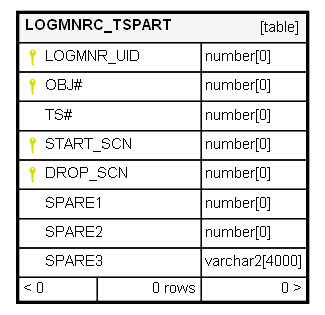 LOGMNRC_TSPART [table]
LOGMNR_UID number[0]
OBJ# number[0]
TS# number[0]
START_SCN number[0]
DROP_SCN number[0]
SPARE1 number[0]
SPARE2 number[0]
SPARE3 varchar2[4000]
< 0 0 rows 0 >